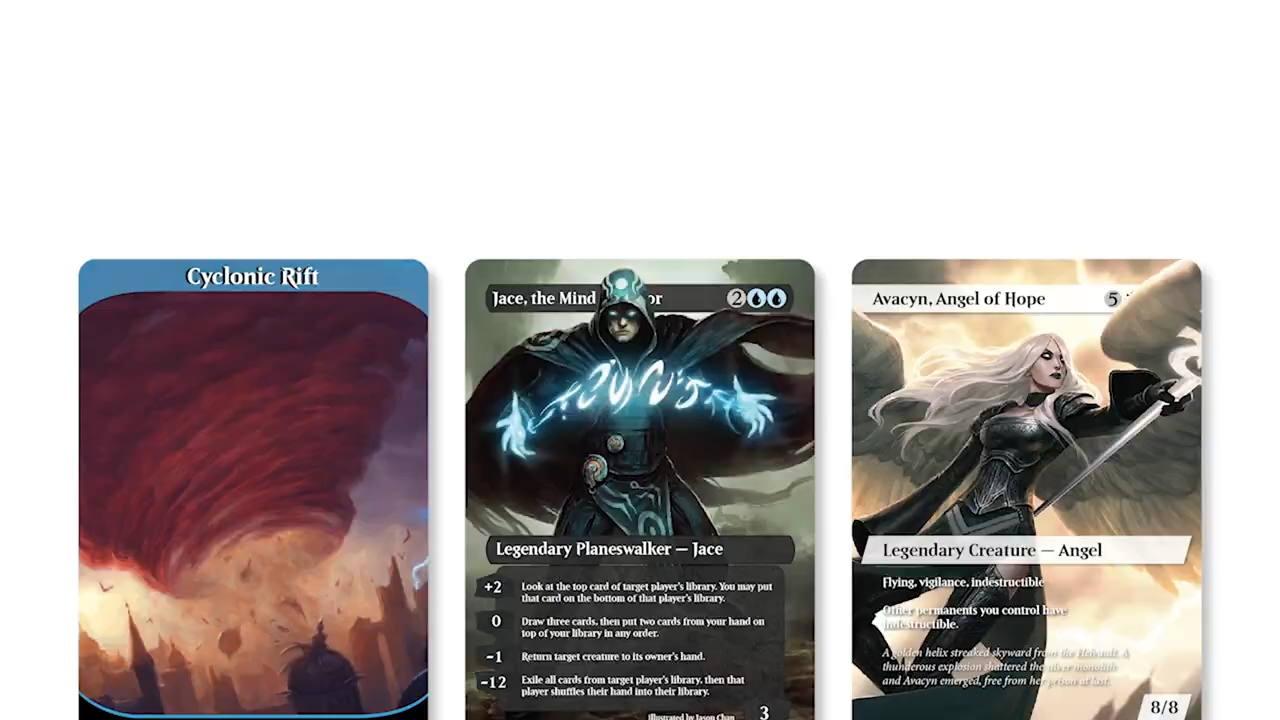 Cyclonic Rift
Jace, the Mind or
2
Legendary Planeswalker — Jace
+2 Look at the top card of target player's library. You may put
that card on the bottom of that player's library.
0 Draw three cards, then put two cards from your hand on
top of your library in any order.
−1 Return target creature to its owner's hand.
−12 Exile all cards from target player's library, then that
player shuffles their hand into their library.
Illustrated by Jason Chan
3
Avacyn, Angel of Hope 5
Legendary Creature — Angel
Flying, vigilance, indestructible
Other permanents you control have
indestructible.
A golden helix streaked skyward from the Helvault. A
thunderous explosion shattered the silver monolith
and Avacyn emerged, free from her prison at last.
8/8